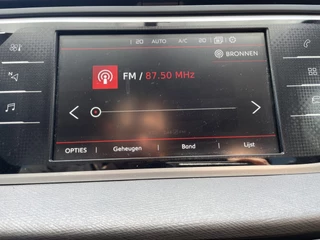 20 AUTO A/C
BRONNEN
FM / 87.50 MHz
OPTIES Geheugen Band Lijst